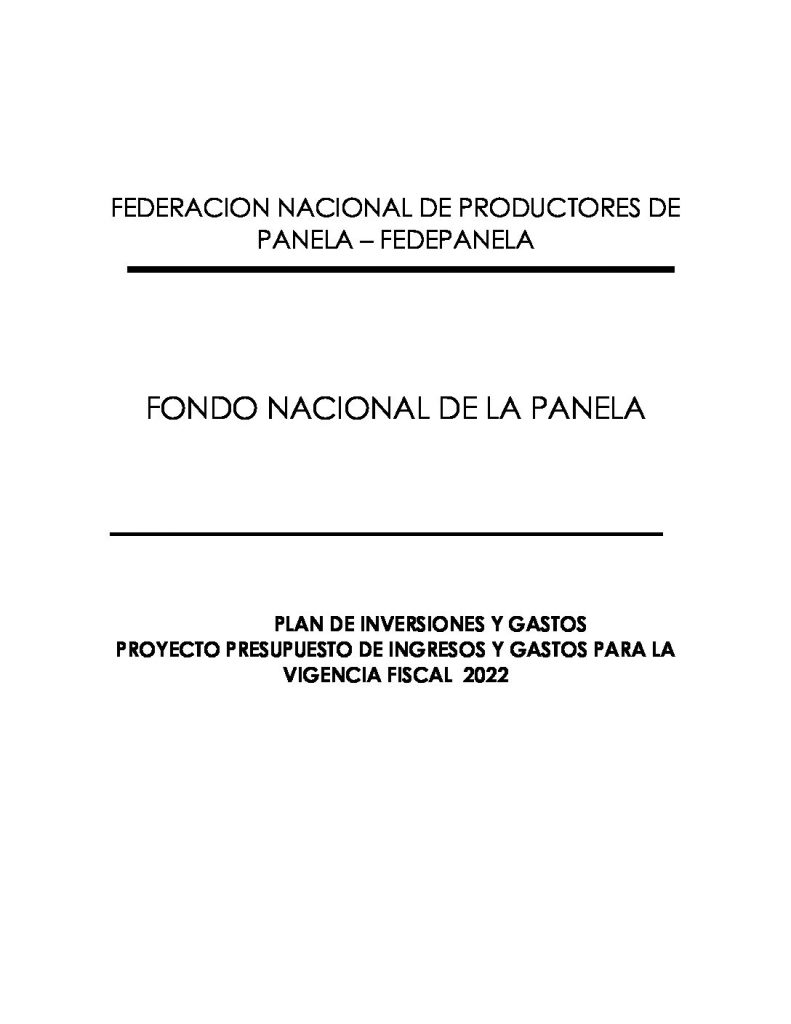 FEDERACION NACIONAL DE PRODUCTORES DE
PANELA – FEDEPANELA
FONDO NACIONAL DE LA PANELA
PLAN DE INVERSIONES Y GASTOS
PROYECTO PRESUPUESTO DE INGRESOS Y GASTOS PARA LA
VIGENCIA FISCAL 2022